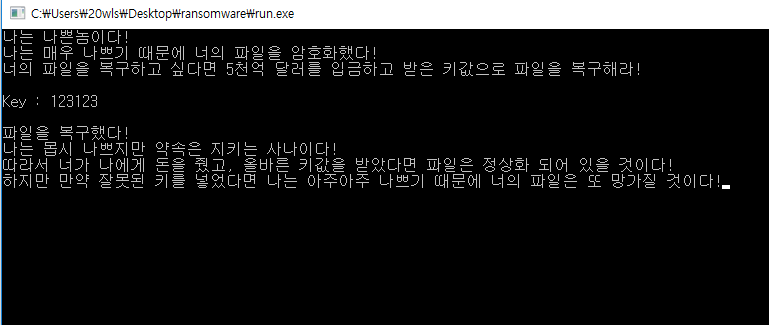 C:₩Users₩20wls₩Desktop₩ransomware₩run.exe
나는 나쁜놈이다!
나는 매우 나쁘기 때문에 너의 파일을 암호화했다!
너의 파일을 복구하고 싶다면 5천억 달러를 입금하고 받은 키값으로 파일을 복구해라!
Key : 123123
파일을 복구했다!
나는 몹시 나쁘지만 약속은 지키는 사나이다!
따라서 너가 나에게 돈을 줬고, 올바른 키값을 받았다면 파일은 정상화 되어 있을 것이다!
하지만 만약 잘못된 키를 넣었다면 나는 아주아주 나쁘기 때문에 너의 파일은 또 망가질 것이다!